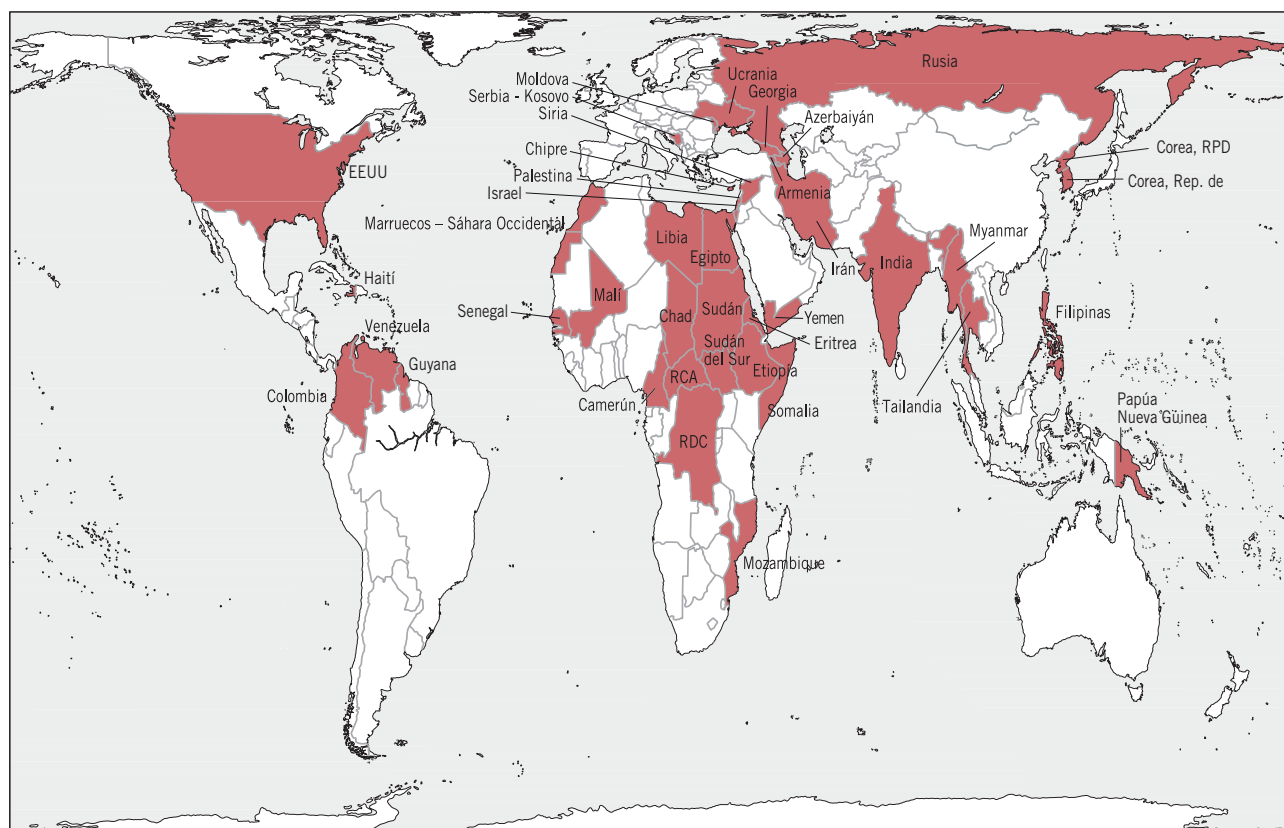 Rusia
Moldova
Ucrania
Serbia - Kosovo
Georgia
Siria
Azerbaiyán
Chipre
Corea, RPD
Palestina
EEUU
Armenia
Corea, Rep. de
Israel
Marruecos – Sáhara Occidental
Libia
Myanmar
Egipto
Irán
India
Haití
Malí
Senegal
Chad
Sudán
Yemen
Filipinas
Venezuela
Eritrea
Sudán
del Sur
Guyana
Etiopía
RCA
Colombia
Camerún
Somalia
Tailandia
Papúa
Nueva Guinea
RDC
Mozambique